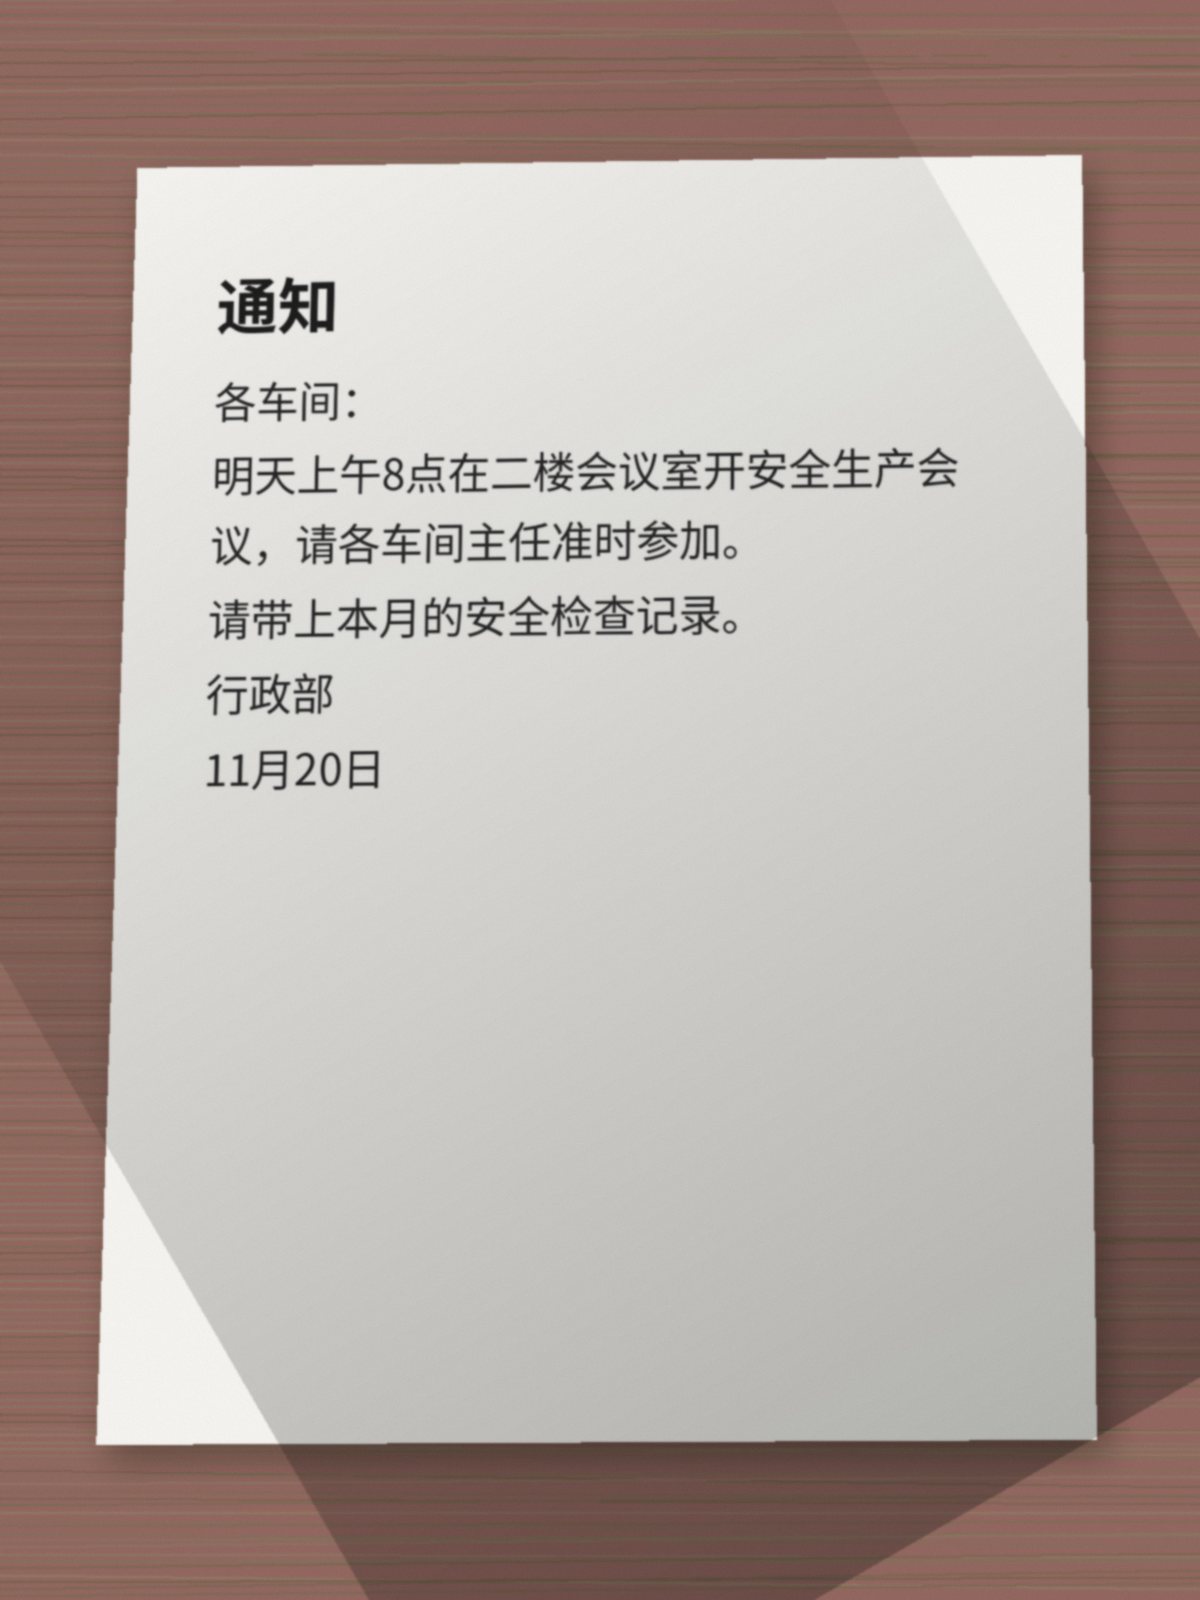 通知
各车间：
明天上午8点在二楼会议室开安全生产会
议，请各车间主任准时参加。
请带上本月的安全检查记录。
行政部
11月20日